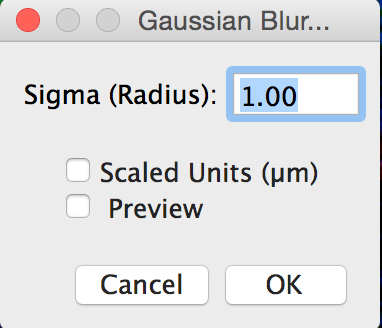 Gaussian Blur...
Sigma (Radius): 1.00
Scaled Units (µm)
Preview
Cancel OK